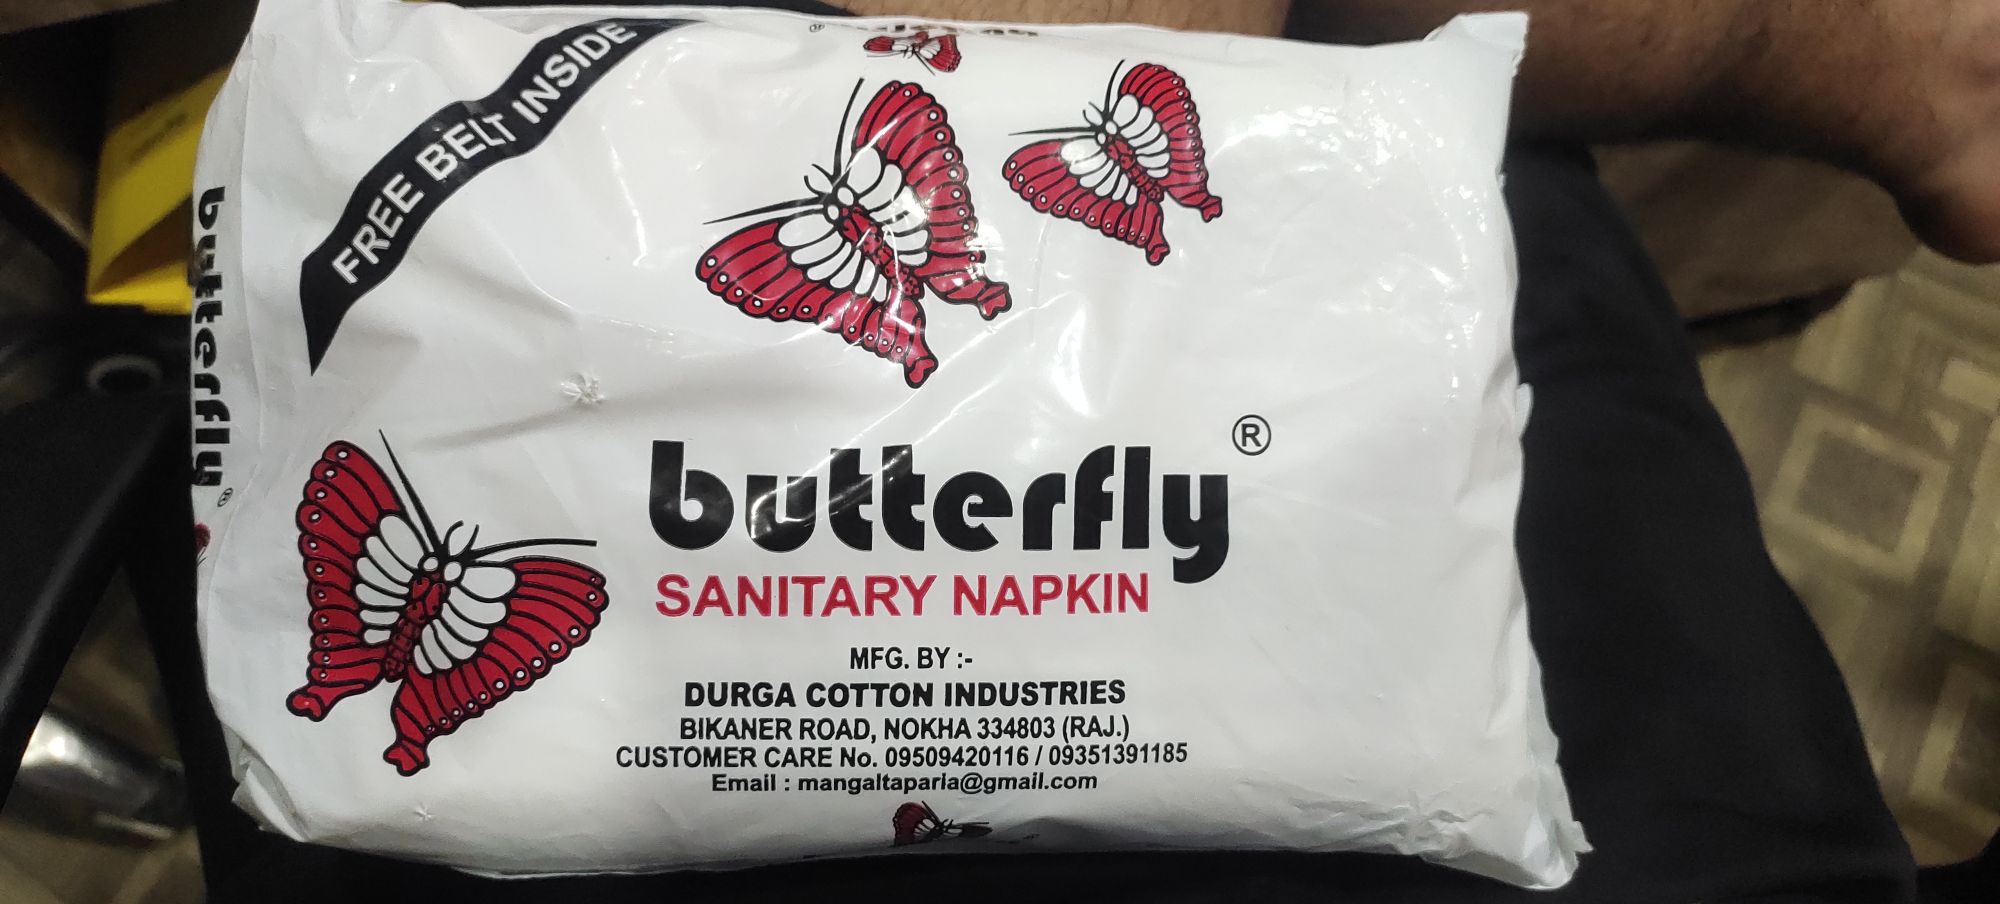 FREE BELT INSIDE
butterfly®
butterfly®
SANITARY NAPKIN
MFG. BY :-
DURGA COTTON INDUSTRIES
BIKANER ROAD, NOKHA 334803 (RAJ.)
CUSTOMER CARE No. 09509420116 / 09351391185
Email : mangaltaparia@gmail.com